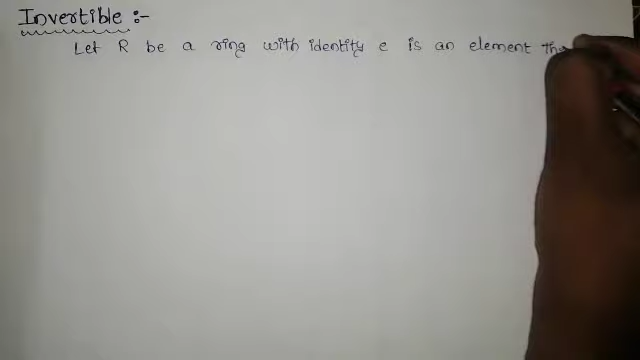 Invertible :-
Let R be a ring with identity e is an element